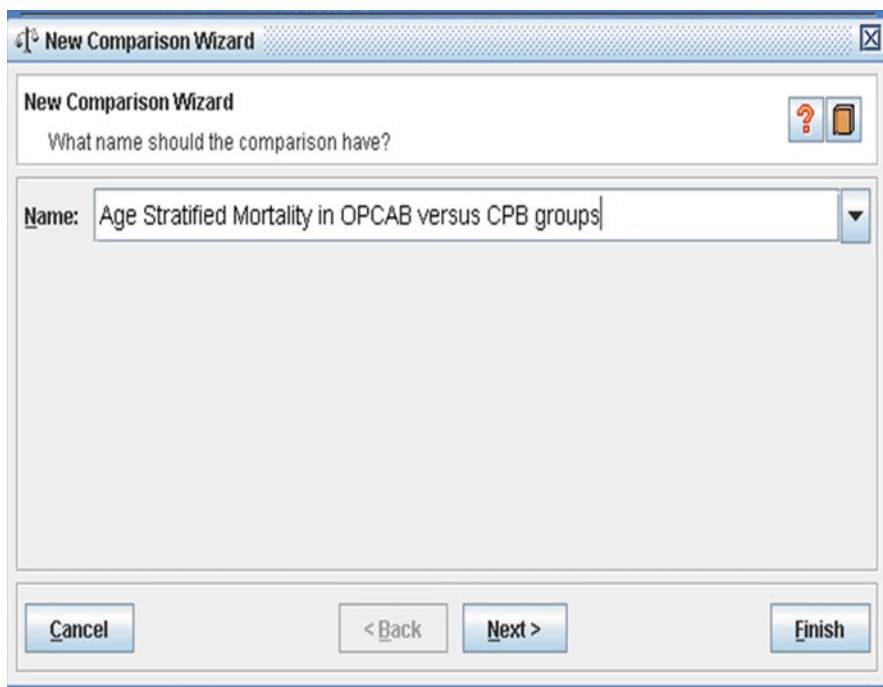 New Comparison Wizard
New Comparison Wizard
What name should the comparison have?
Name: Age Stratified Mortality in OPCAB versus CPB groups
Cancel < Back Next > Finish